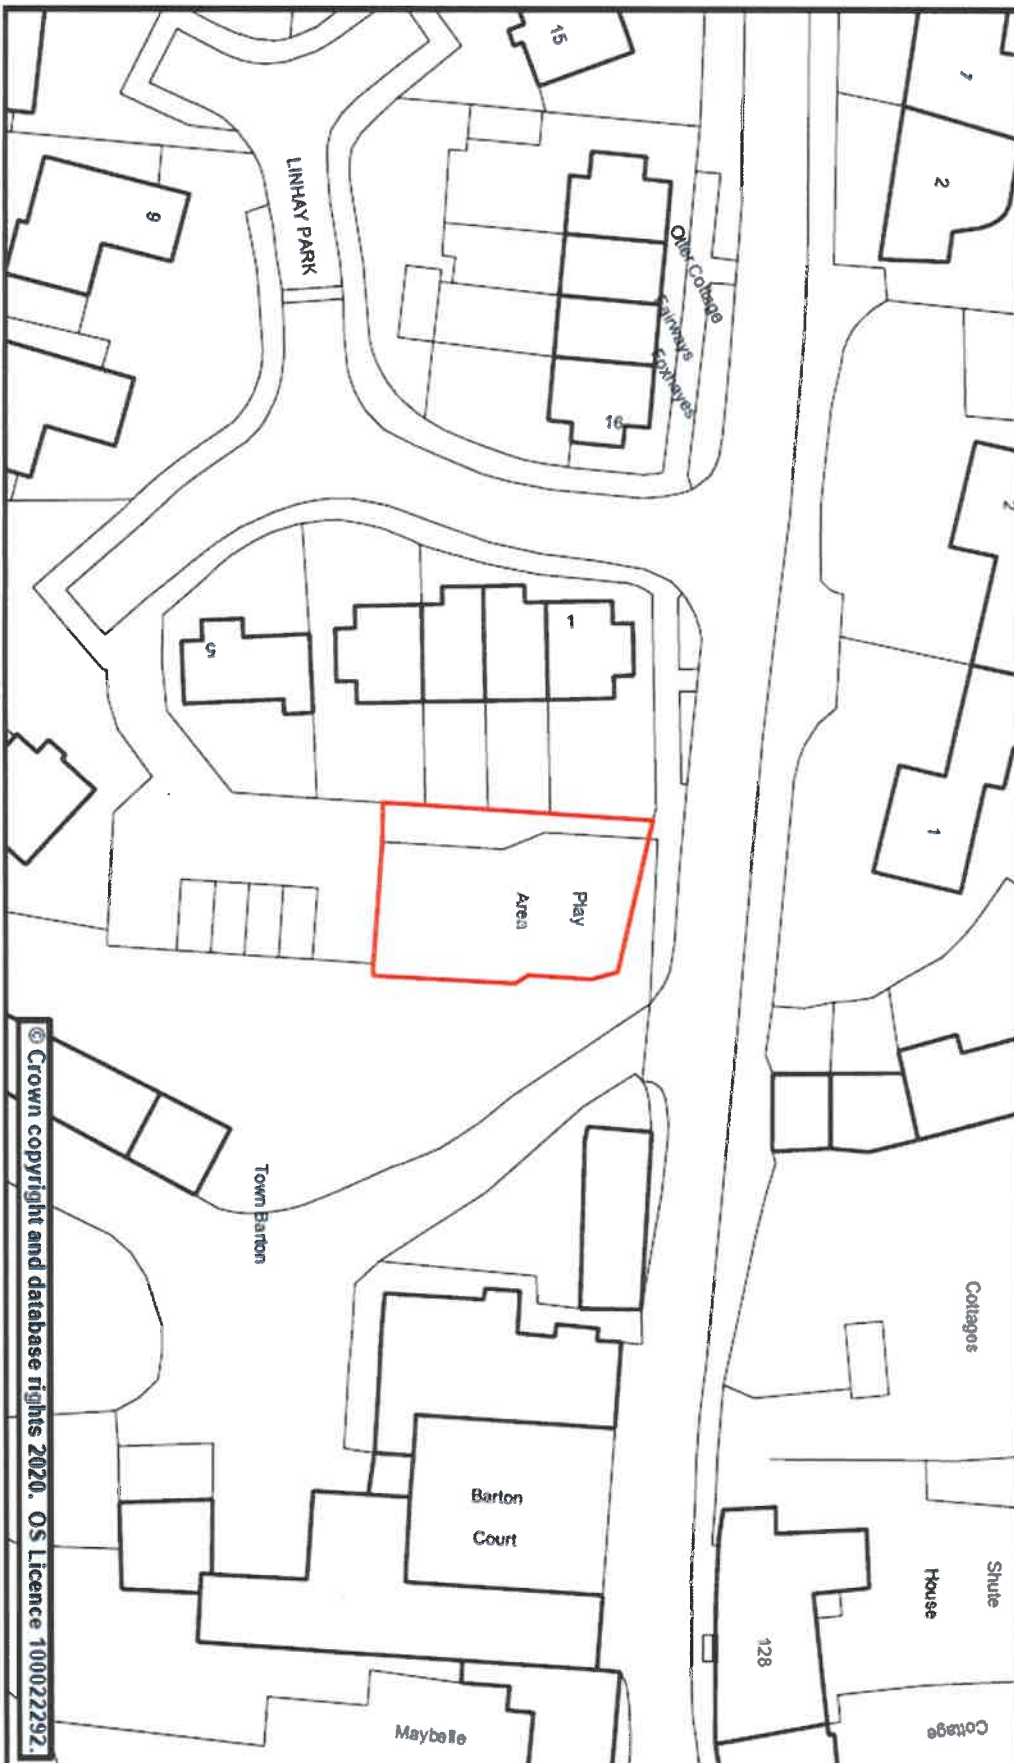 15
1
2
LINHAY PARK
9
Otter Cottage
Fairways
Foxhayes
16
2
1
5
1
Play
Area
Town Barton
Cottages
Barton
Court
Shute
House
128
Maybelle
Cottage
© Crown copyright and database rights 2020. OS Licence 100022292.